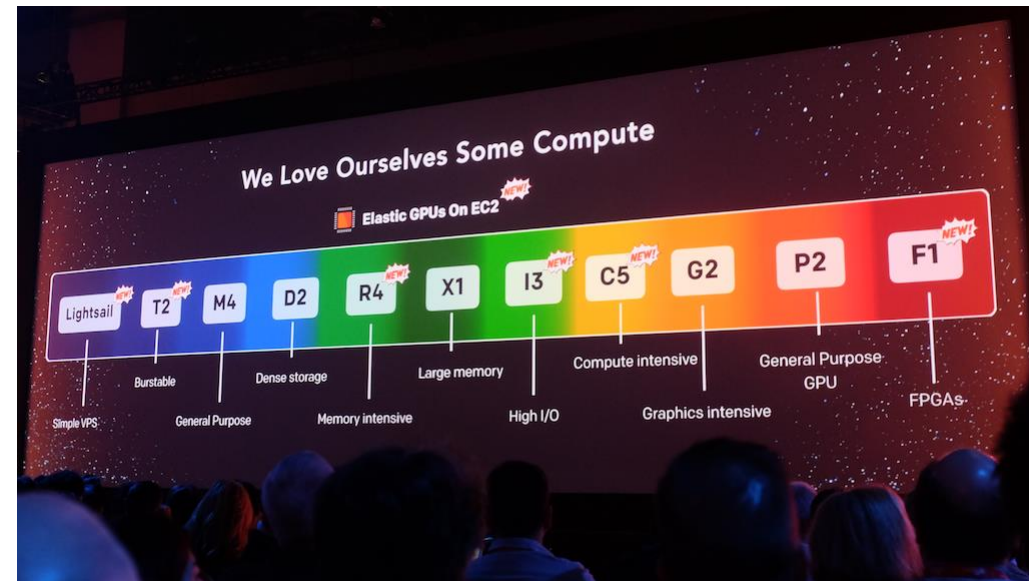 We Love Ourselves Some Compute
Elastic GPUs On EC2 NEW!
Lightsail NEW! T2 NEW! M4 D2 R4 NEW! X1 I3 NEW! C5 NEW! G2 P2 F1 NEW!
Simple VPS
Burstable
General Purpose
Dense storage
Memory intensive
Large memory
High I/O
Compute intensive
Graphics intensive
General Purpose
GPU
FPGAs